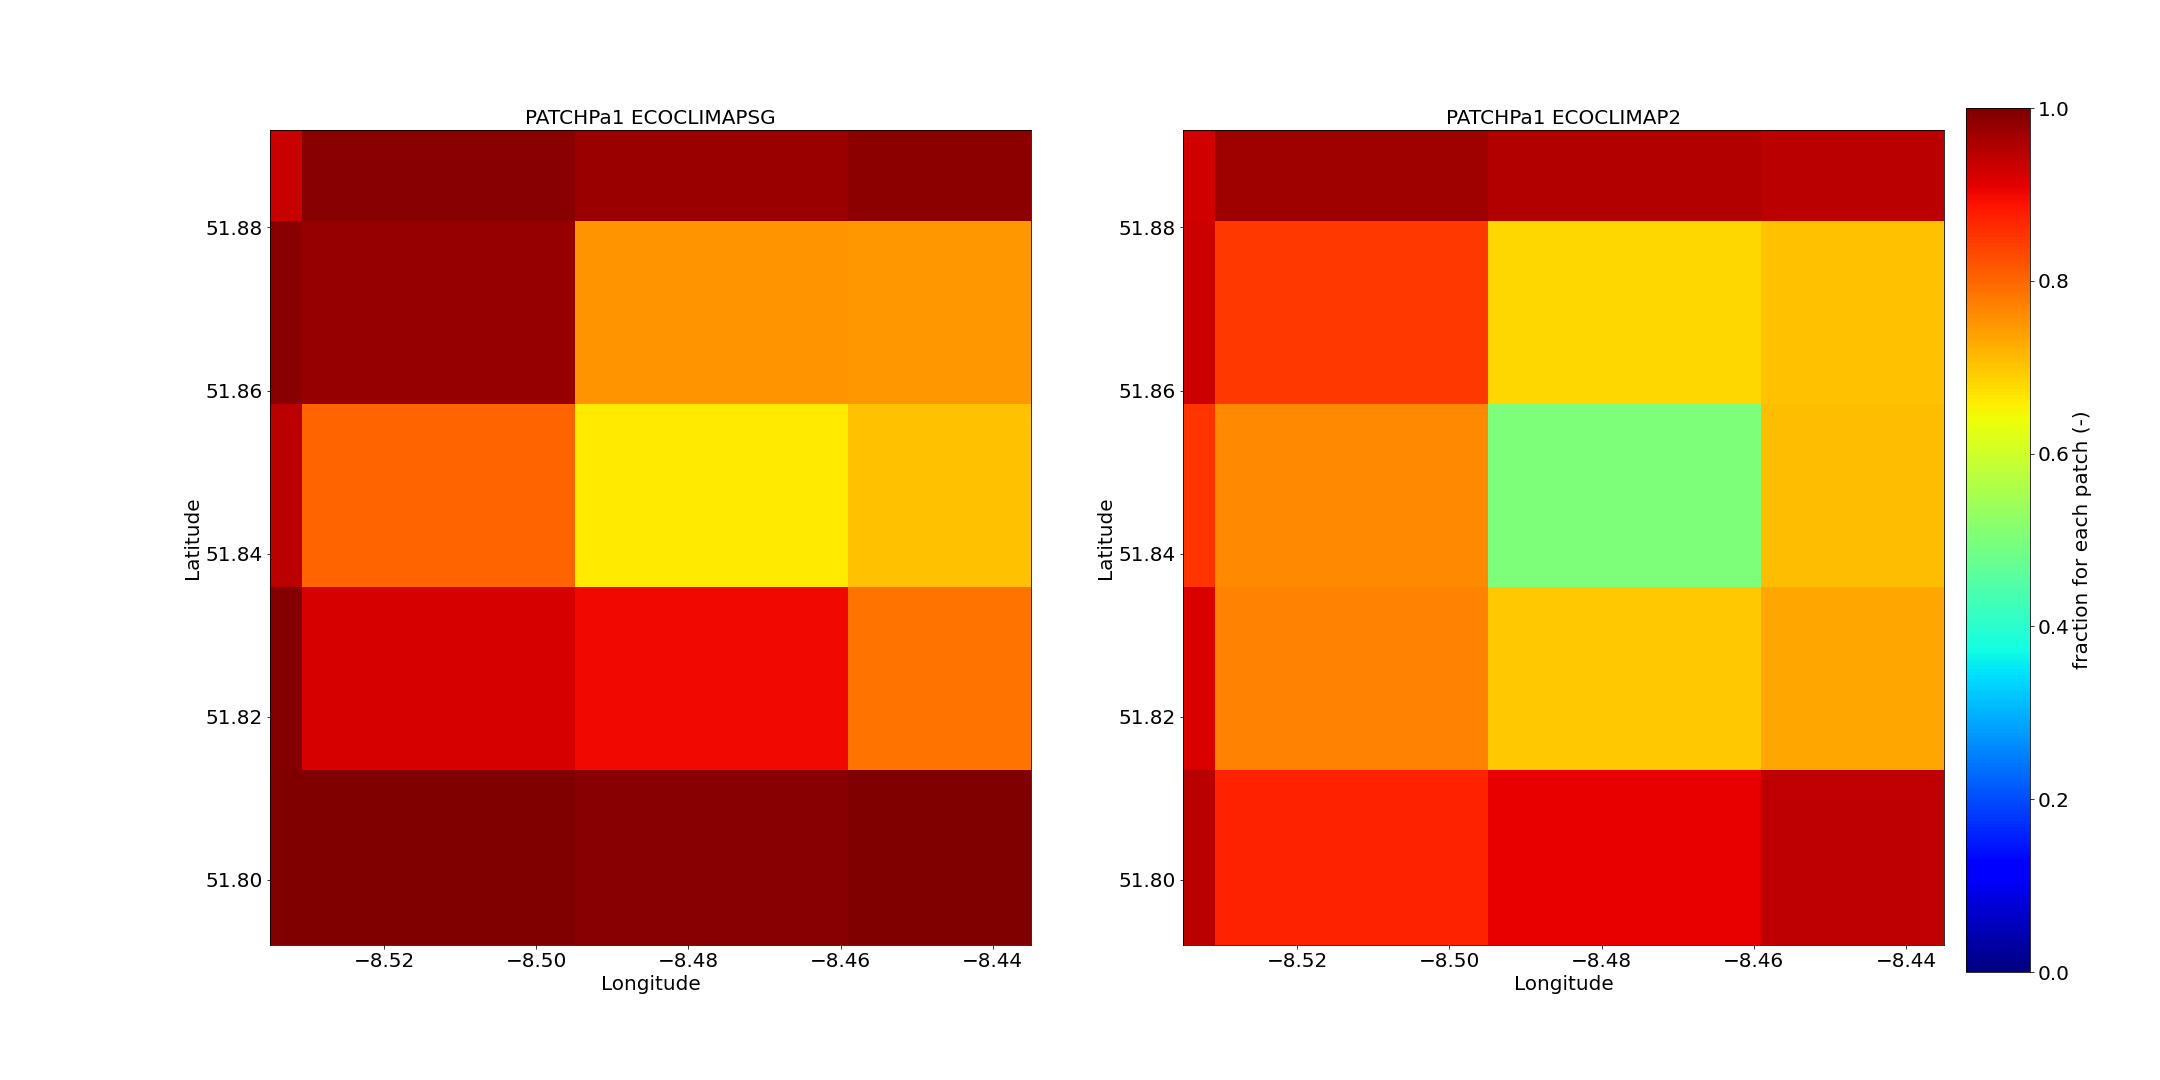 PATCHPa1 ECOCLIMAPSG
51.88
51.86
51.84
51.82
51.80
Latitude
−8.52 −8.50 −8.48 −8.46 −8.44
Longitude
PATCHPa1 ECOCLIMAP2
51.88
51.86
51.84
51.82
51.80
Latitude
−8.52 −8.50 −8.48 −8.46 −8.44
Longitude
1.0
0.8
0.6
0.4
0.2
0.0
fraction for each patch (-)